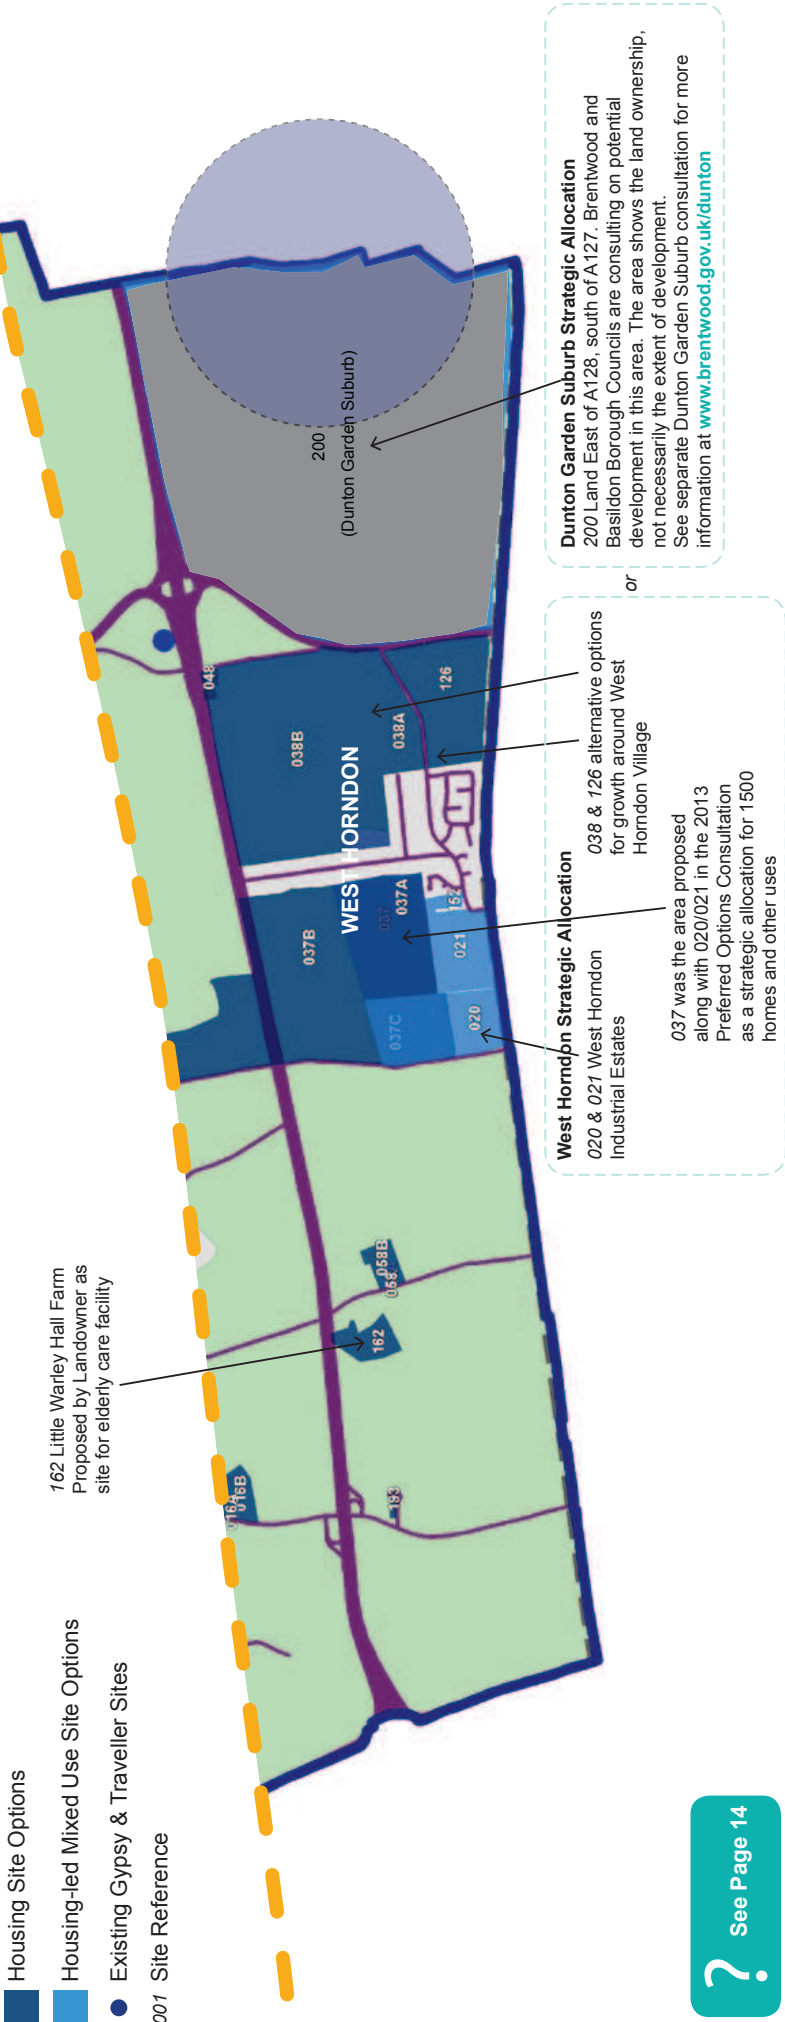 Housing Site Options
Housing-led Mixed Use Site Options
Existing Gypsy & Traveller Sites
001 Site Reference
162 Little Warley Hall Farm
Proposed by Landowner as
site for elderly care facility
016A
016B
193
162
058B
058
037B
037
037A
037C
020
021
152
WEST HORNDON
038B
038A
048
126
200
(Dunton Garden Suburb)
West Horndon Strategic Allocation
020 & 021 West Horndon
Industrial Estates
038 & 126 alternative options
for growth around West
Horndon Village
037 was the area proposed
along with 020/021 in the 2013
Preferred Options Consultation
as a strategic allocation for 1500
homes and other uses
or
Dunton Garden Suburb Strategic Allocation
200 Land East of A128, south of A127. Brentwood and
Basildon Borough Councils are consulting on potential
development in this area. The area shows the land ownership,
not necessarily the extent of development.
See separate Dunton Garden Suburb consultation for more
information at www.brentwood.gov.uk/dunton
? See Page 14